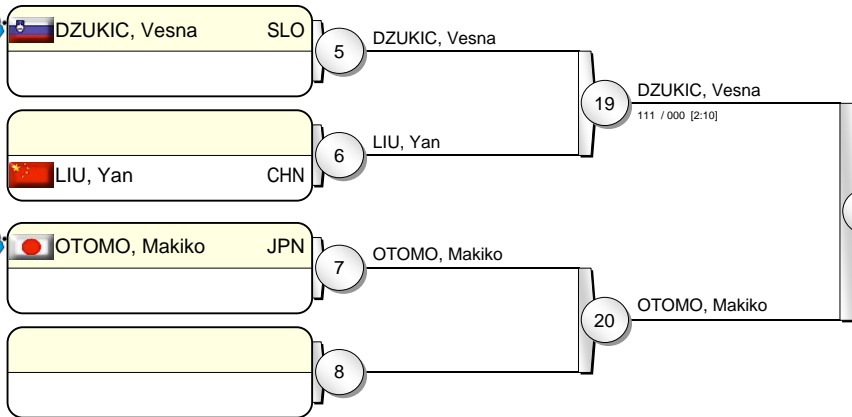 DZUKIC, Vesna SLO
5
DZUKIC, Vesna
19
DZUKIC, Vesna
111 / 000 [2:10]
6
LIU, Yan
LIU, Yan CHN
OTOMO, Makiko JPN
7
OTOMO, Makiko
20
OTOMO, Makiko
8